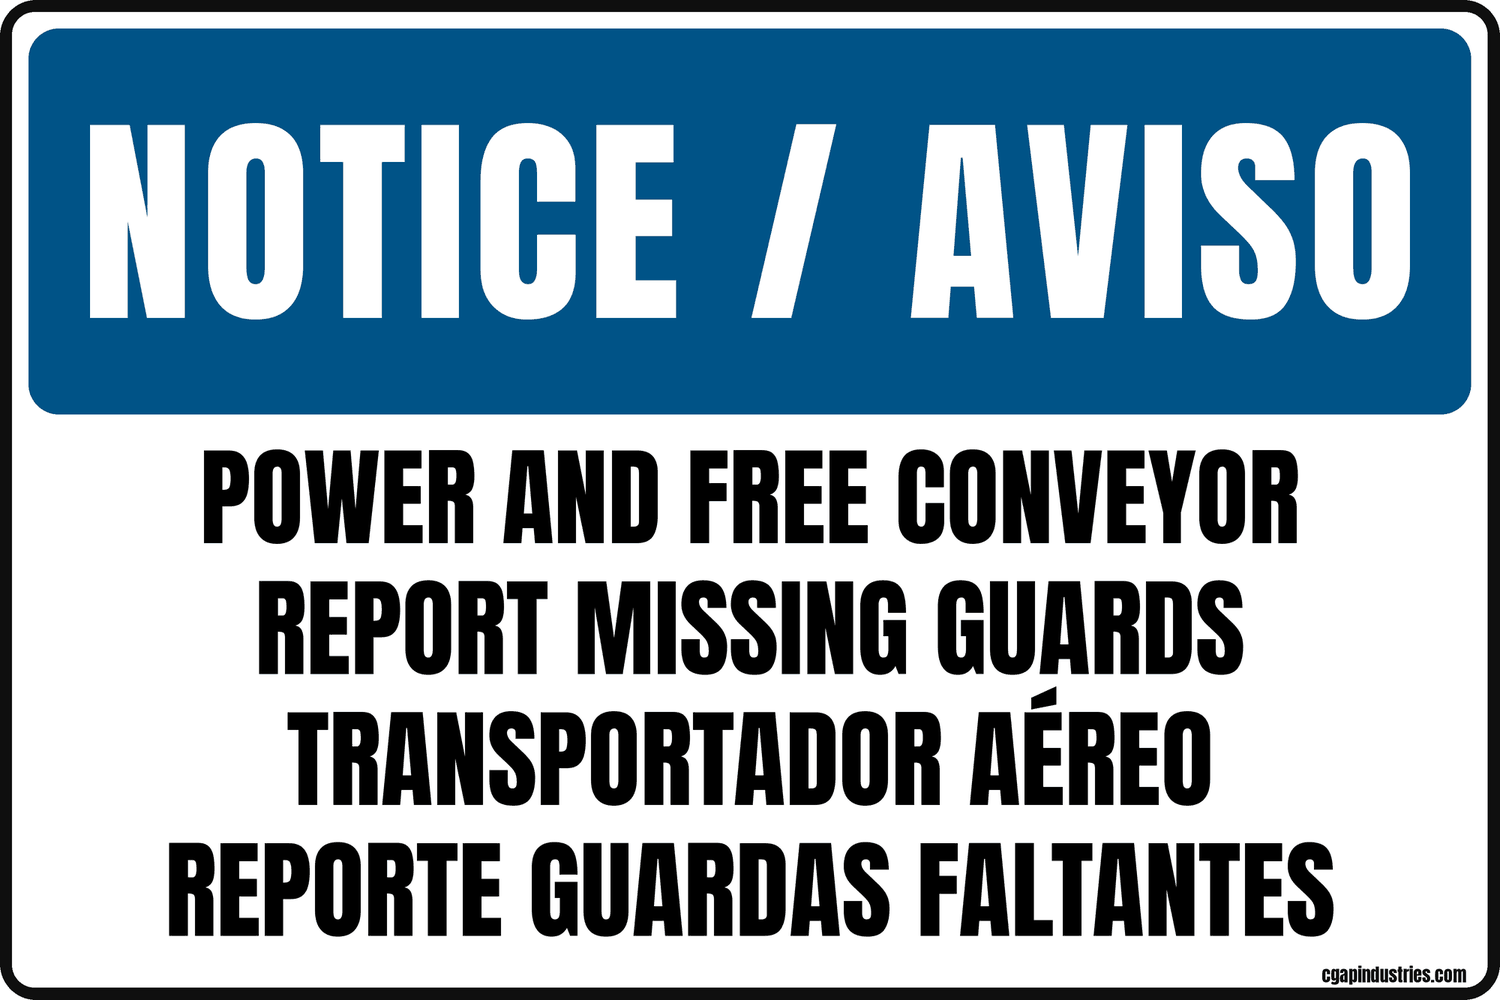 NOTICE / AVISO
POWER AND FREE CONVEYOR
REPORT MISSING GUARDS
TRANSPORTADOR AÉREO
REPORTE GUARDAS FALTANTES
cgapindustries.com